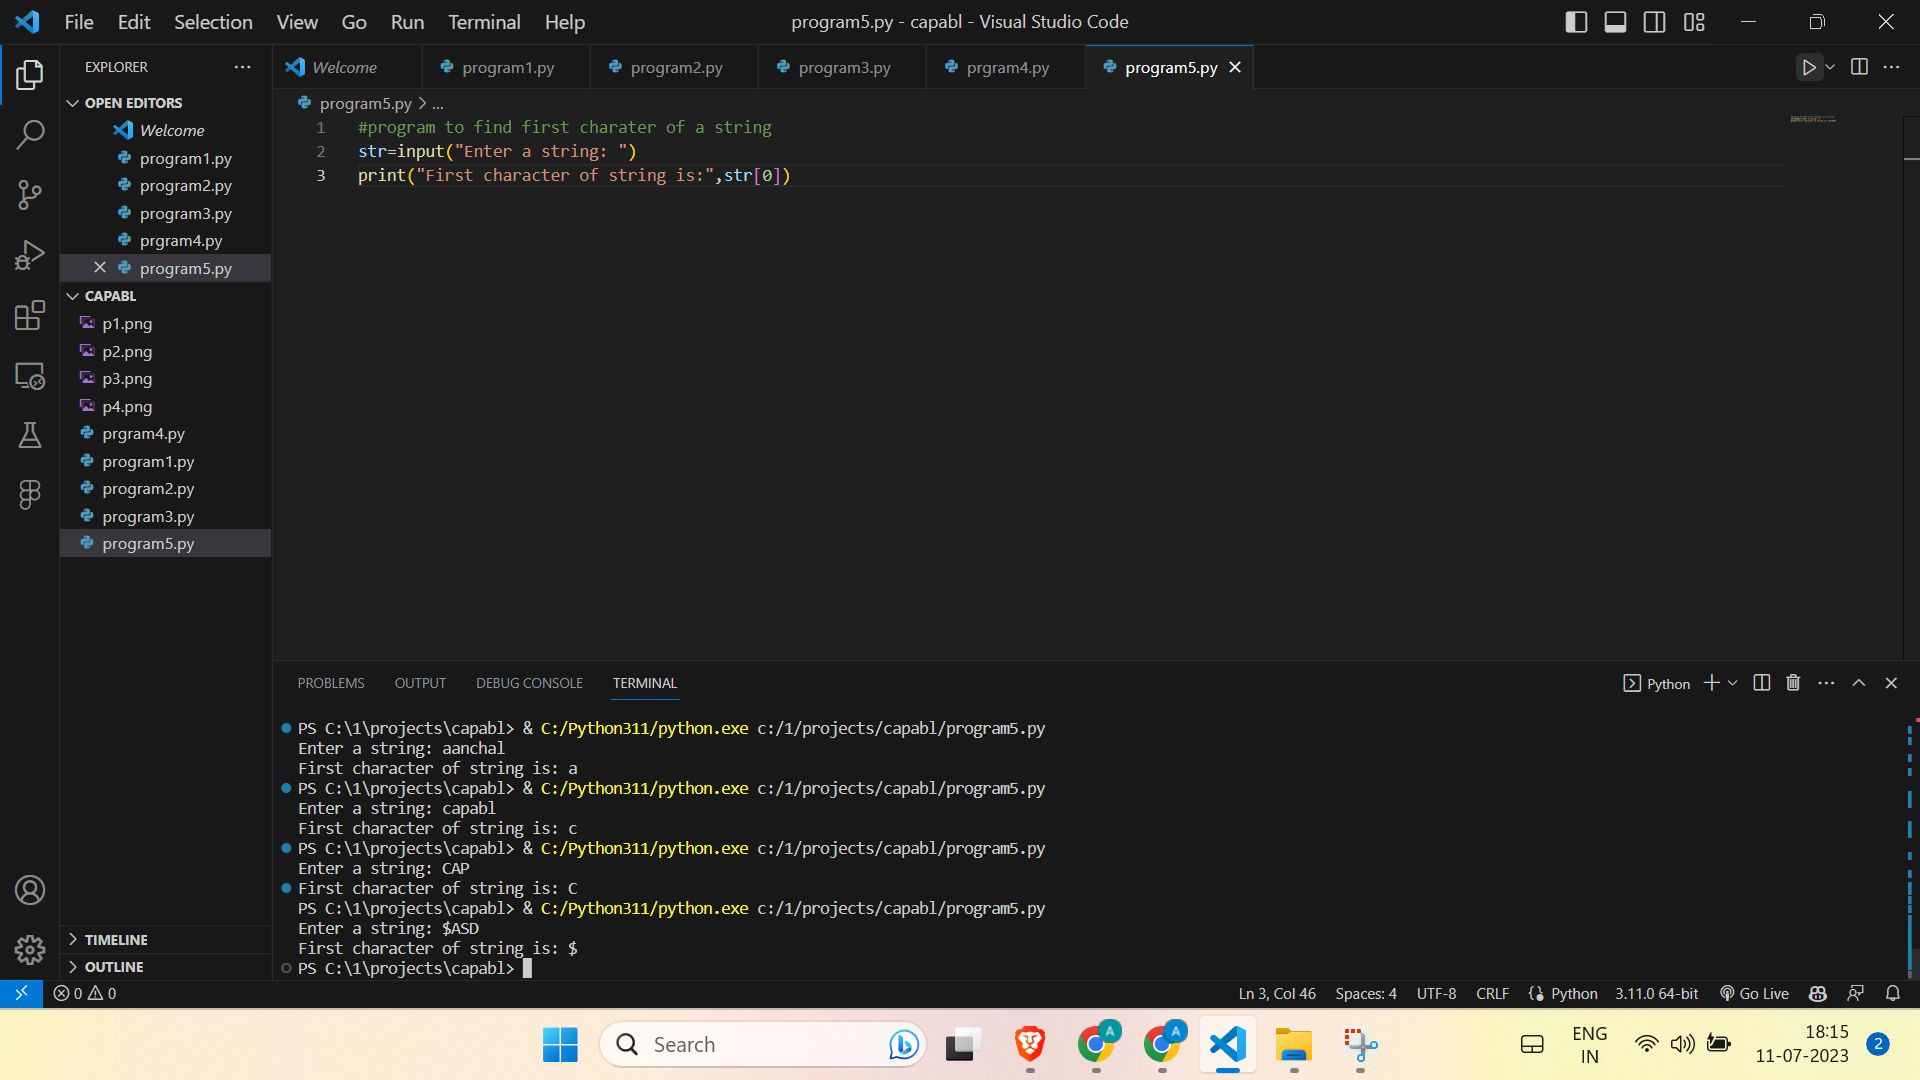 File Edit Selection View Go Run Terminal Help
program5.py - capabl - Visual Studio Code
EXPLORER
Welcome program1.py program2.py program3.py prgram4.py program5.py
OPEN EDITORS
Welcome
program1.py
program2.py
program3.py
prgram4.py
program5.py
CAPABL
p1.png
p2.png
p3.png
p4.png
prgram4.py
program1.py
program2.py
program3.py
program5.py
TIMELINE
OUTLINE
program5.py > ...
1 #program to find first charater of a string
2 str=input("Enter a string: ")
3 print("First character of string is:",str[0])
PROBLEMS OUTPUT DEBUG CONSOLE TERMINAL
Python
PS C:\1\projects\capabl> & C:/Python311/python.exe c:/1/projects/capabl/program5.py
Enter a string: aanchal
First character of string is: a
PS C:\1\projects\capabl> & C:/Python311/python.exe c:/1/projects/capabl/program5.py
Enter a string: capabl
First character of string is: c
PS C:\1\projects\capabl> & C:/Python311/python.exe c:/1/projects/capabl/program5.py
Enter a string: CAP
First character of string is: C
PS C:\1\projects\capabl> & C:/Python311/python.exe c:/1/projects/capabl/program5.py
Enter a string: $ASD
First character of string is: $
PS C:\1\projects\capabl>
0 0
Ln 3, Col 46 Spaces: 4 UTF-8 CRLF Python 3.11.0 64-bit Go Live
Search
A
A
ENG
IN
18:15
11-07-2023
2